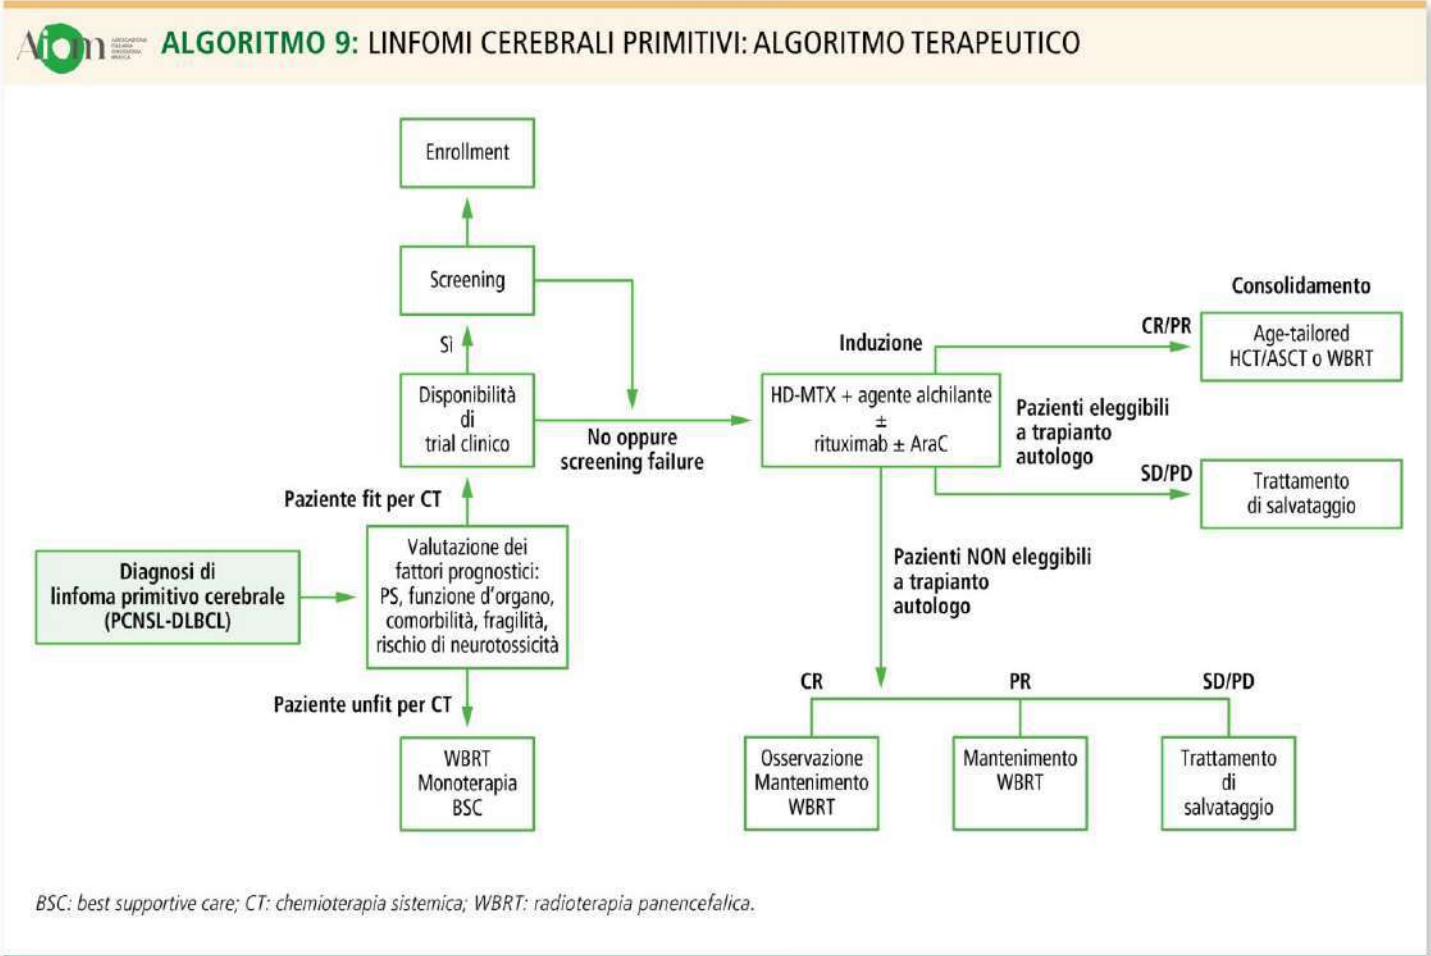 Aiom
ALGORITMO 9: LINFOMI CEREBRALI PRIMITIVI: ALGORITMO TERAPEUTICO
Enrollment
Screening
Sì
Disponibilità
di
trial clinico
No oppure
screening failure
Paziente fit per CT
Diagnosi di
linfoma primitivo cerebrale
(PCNSL-DLBCL)
Valutazione dei
fattori prognostici:
PS, funzione d'organo,
comorbilità, fragilità,
rischio di neurotossicità
Paziente unfit per CT
WBRT
Monoterapia
BSC
Induzione
HD-MTX + agente alchilante
±
rituximab ± AraC
Pazienti eleggibili
a trapianto
autologo
Consolidamento
CR/PR
Age-tailored
HCT/ASCT o WBRT
SD/PD
Trattamento
di salvataggio
Pazienti NON eleggibili
a trapianto
autologo
CR
PR
SD/PD
Osservazione
Mantenimento
WBRT
Mantenimento
WBRT
Trattamento
di
salvataggio
BSC: best supportive care; CT: chemioterapia sistemica; WBRT: radioterapia panencefalica.